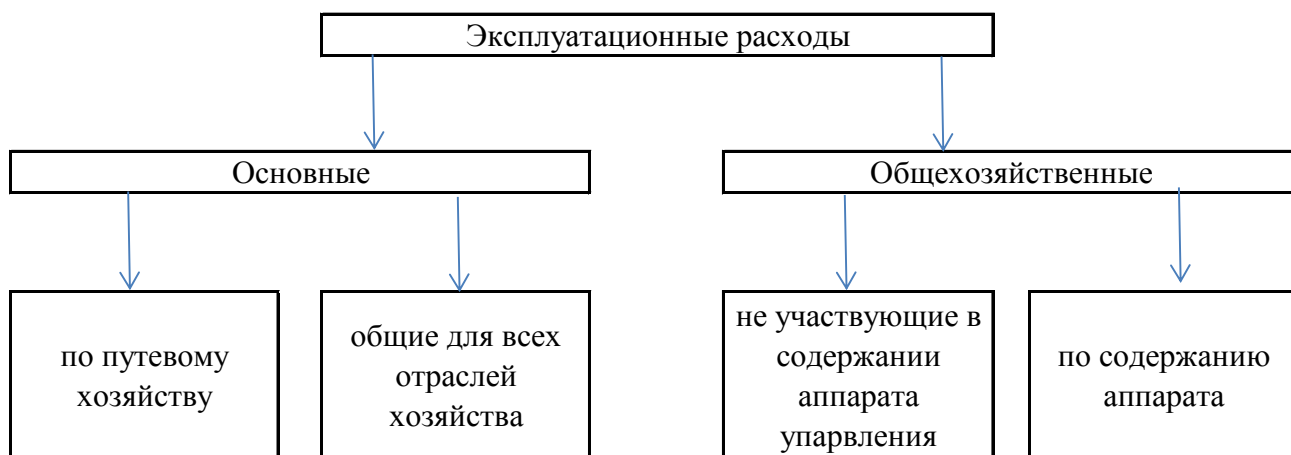 Эксплуатационные расходы
Основные
Общехозяйственные
по путевому
хозяйству
общие для всех
отраслей
хозяйства
не участвующие в
содержании
аппарата
упарвления
по содержанию
аппарата